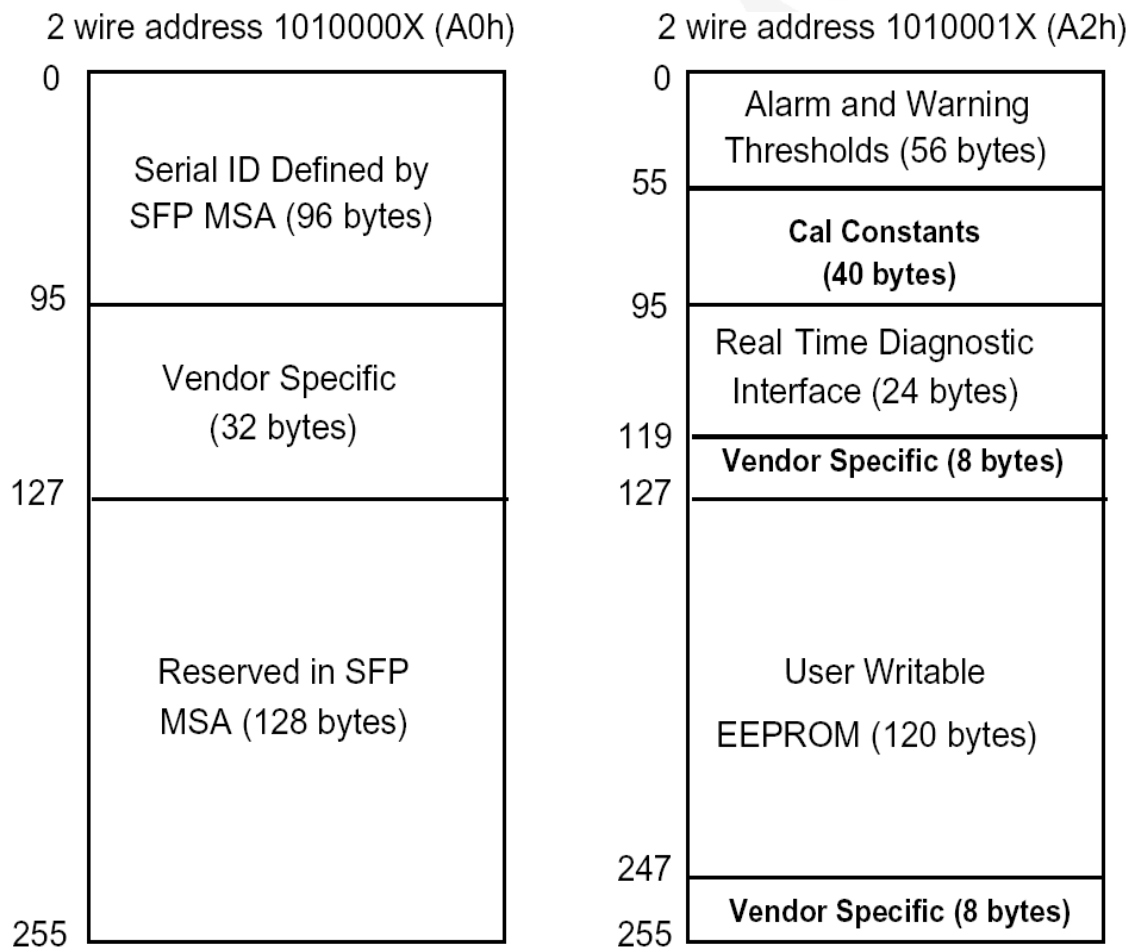 2 wire address 1010000X (A0h)
0
Serial ID Defined by
SFP MSA (96 bytes)
95
Vendor Specific
(32 bytes)
127
Reserved in SFP
MSA (128 bytes)
255
2 wire address 1010001X (A2h)
0
Alarm and Warning
Thresholds (56 bytes)
55
Cal Constants
(40 bytes)
95
Real Time Diagnostic
Interface (24 bytes)
119
Vendor Specific (8 bytes)
127
User Writable
EEPROM (120 bytes)
247
Vendor Specific (8 bytes)
255